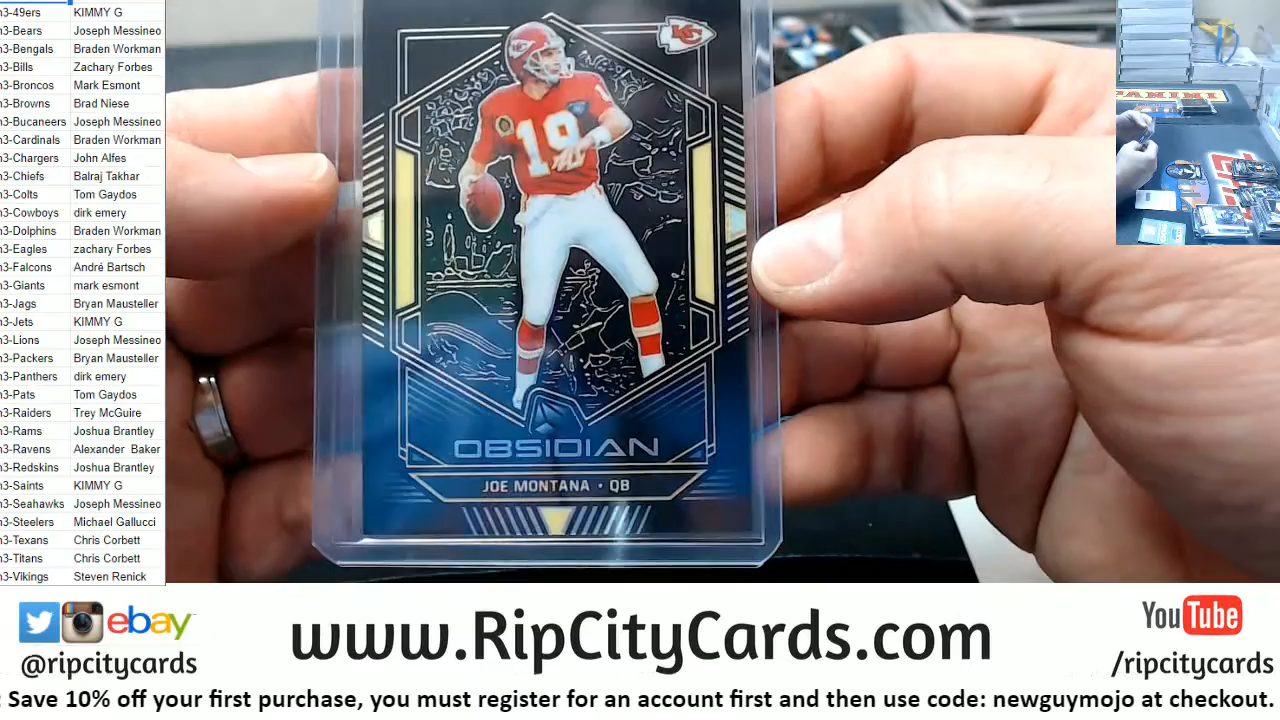 n3-49ers KIMMY G
n3-Bears Joseph Messineo
n3-Bengals Braden Workman
n3-Bills Zachary Forbes
n3-Broncos Mark Esmont
n3-Browns Brad Niese
n3-Bucaneers Joseph Messineo
n3-Cardinals Braden Workman
n3-Chargers John Alfes
n3-Chiefs Balraj Takhar
n3-Colts Tom Gaydos
n3-Cowboys dirk emery
n3-Dolphins Braden Workman
n3-Eagles zachary Forbes
n3-Falcons André Bartsch
n3-Giants mark esmont
n3-Jags Bryan Mausteller
n3-Jets KIMMY G
n3-Lions Joseph Messineo
n3-Packers Bryan Mausteller
n3-Panthers dirk emery
n3-Pats Tom Gaydos
n3-Raiders Trey McGuire
n3-Rams Joshua Brantley
n3-Ravens Alexander Baker
n3-Redskins Joshua Brantley
n3-Saints KIMMY G
n3-Seahawks Joseph Messineo
n3-Steelers Michael Gallucci
n3-Texans Chris Corbett
n3-Titans Chris Corbett
n3-Vikings Steven Renick
KC
19
OBSIDIAN
JOE MONTANA • QB
PANINI
ebay
@ripcitycards
www.RipCityCards.com
YouTube
/ripcitycards
: Save 10% off your first purchase, you must register for an account first and then use code: newguymojo at checkout.